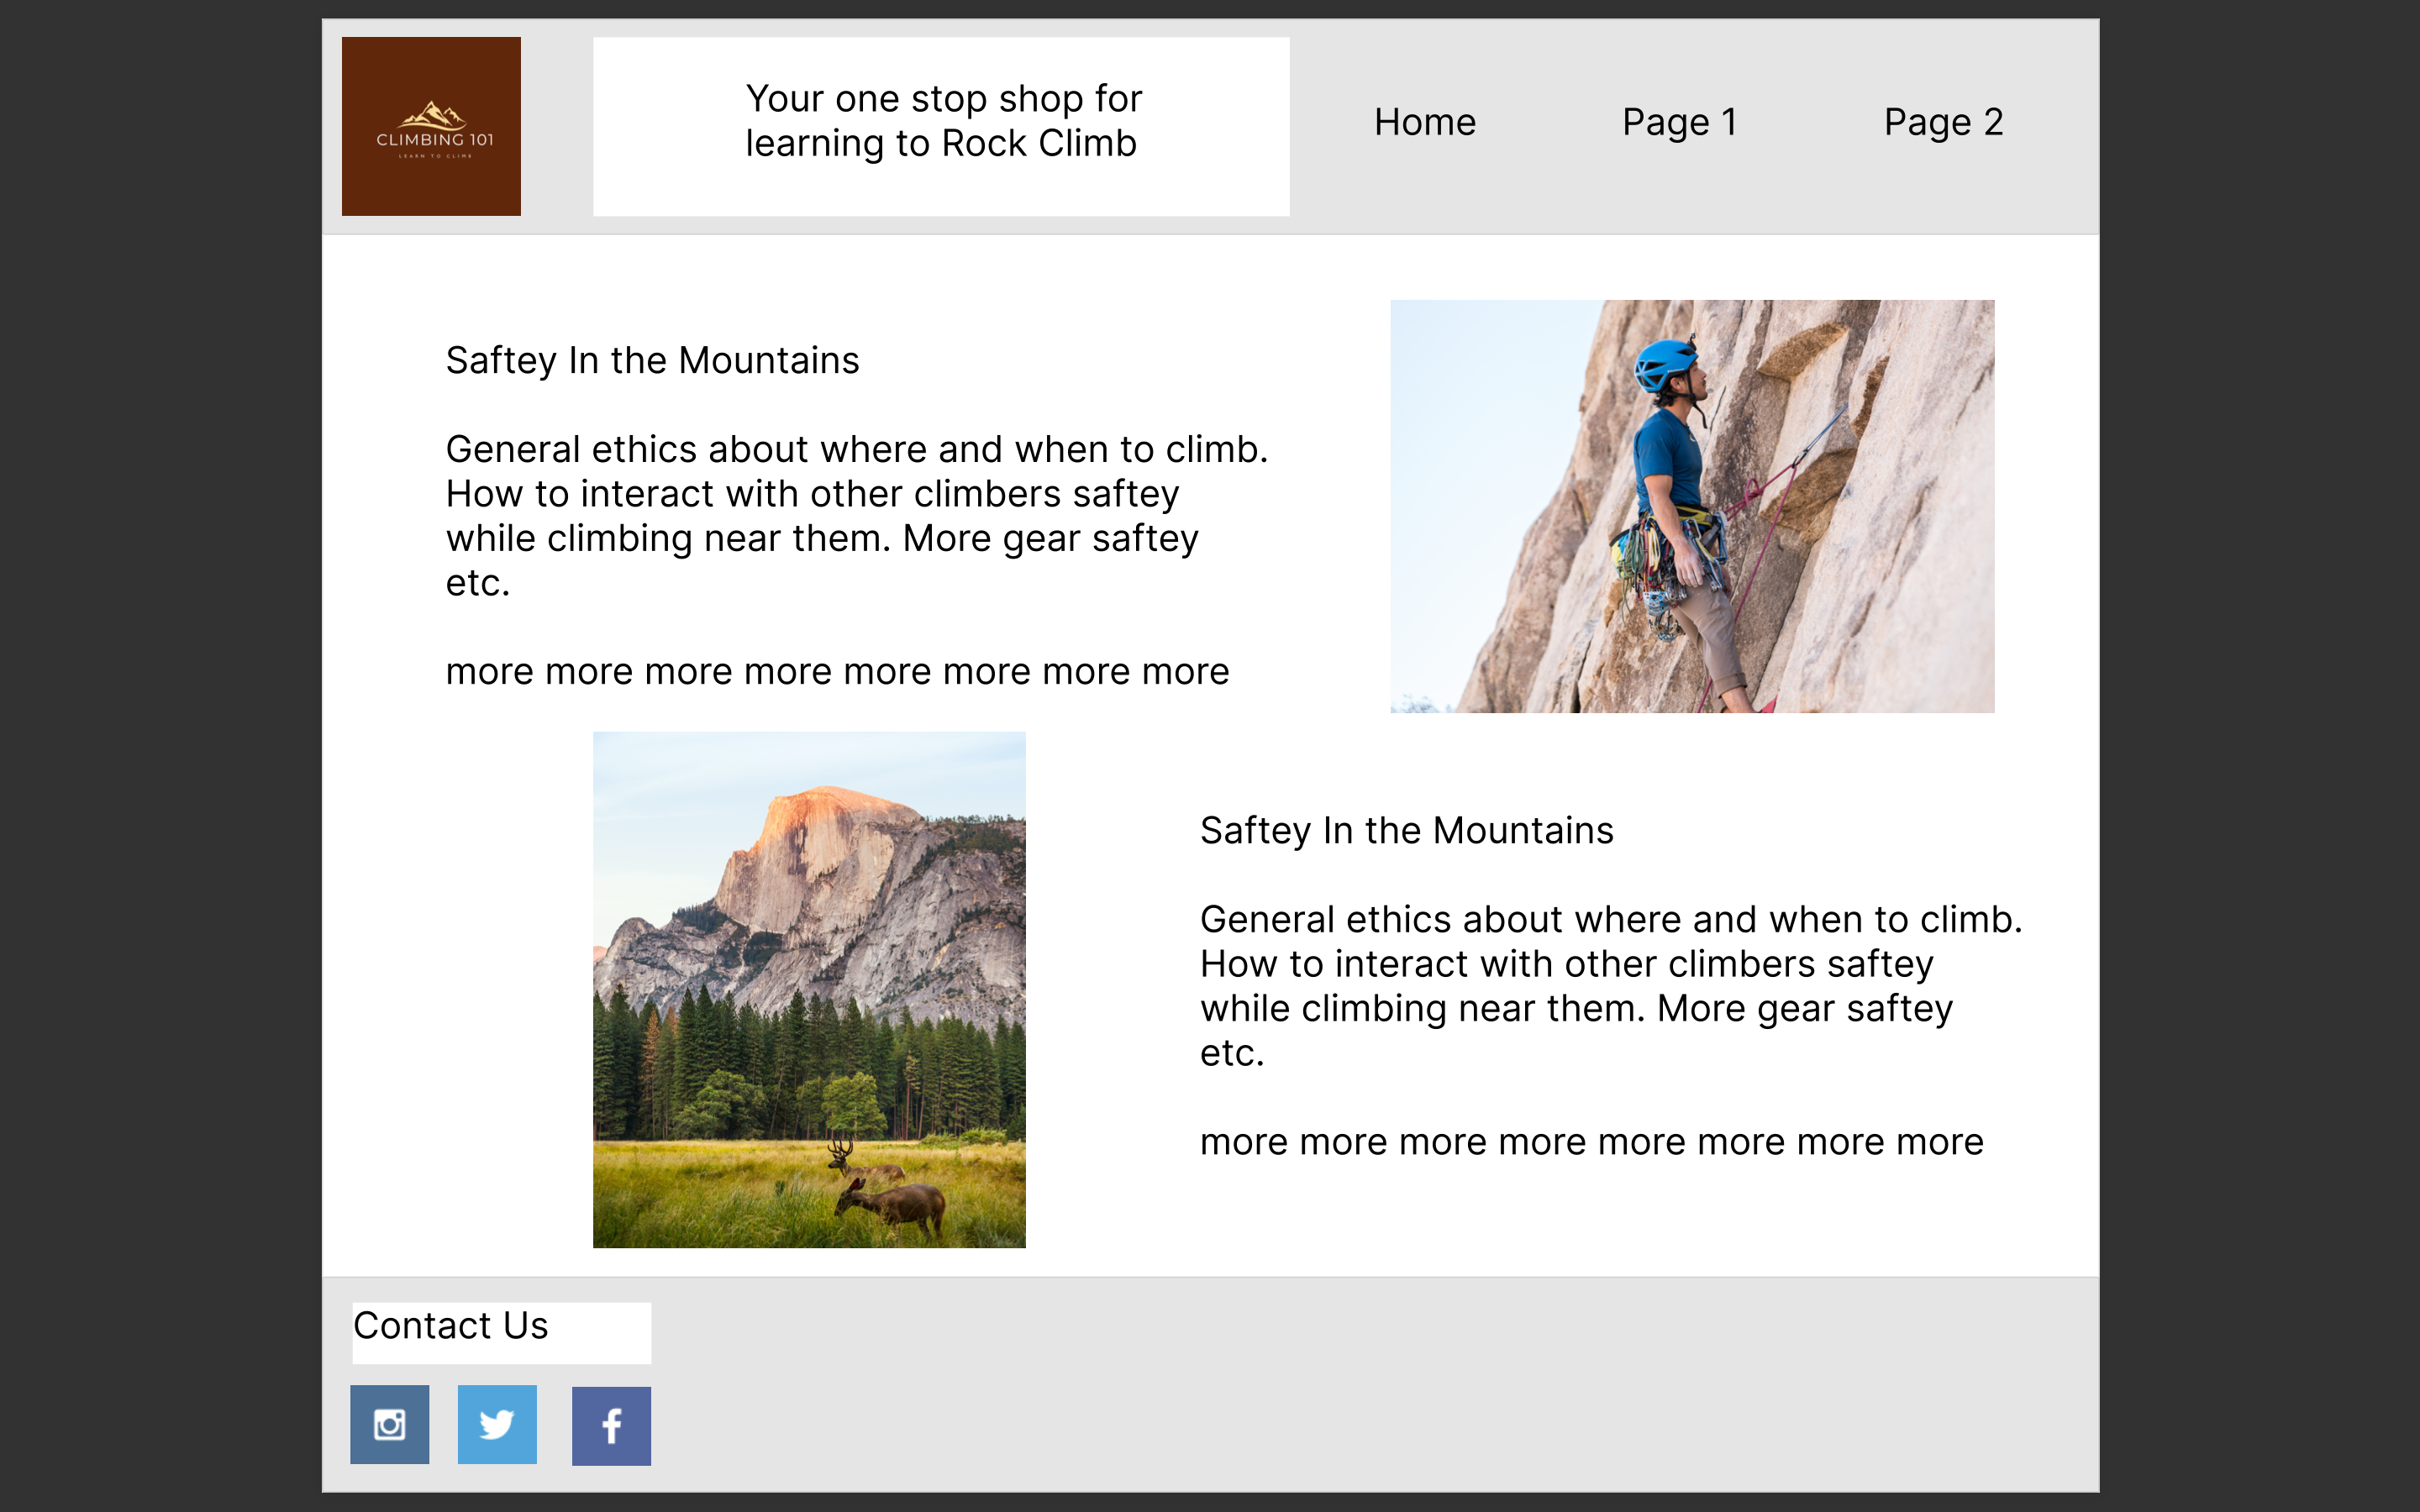 CLIMBING 101
LEARN TO CLIMB
Your one stop shop for
learning to Rock Climb
Home
Page 1
Page 2
Saftey In the Mountains
General ethics about where and when to climb.
How to interact with other climbers saftey
while climbing near them. More gear saftey
etc.
more more more more more more more more
Saftey In the Mountains
General ethics about where and when to climb.
How to interact with other climbers saftey
while climbing near them. More gear saftey
etc.
more more more more more more more more
Contact Us